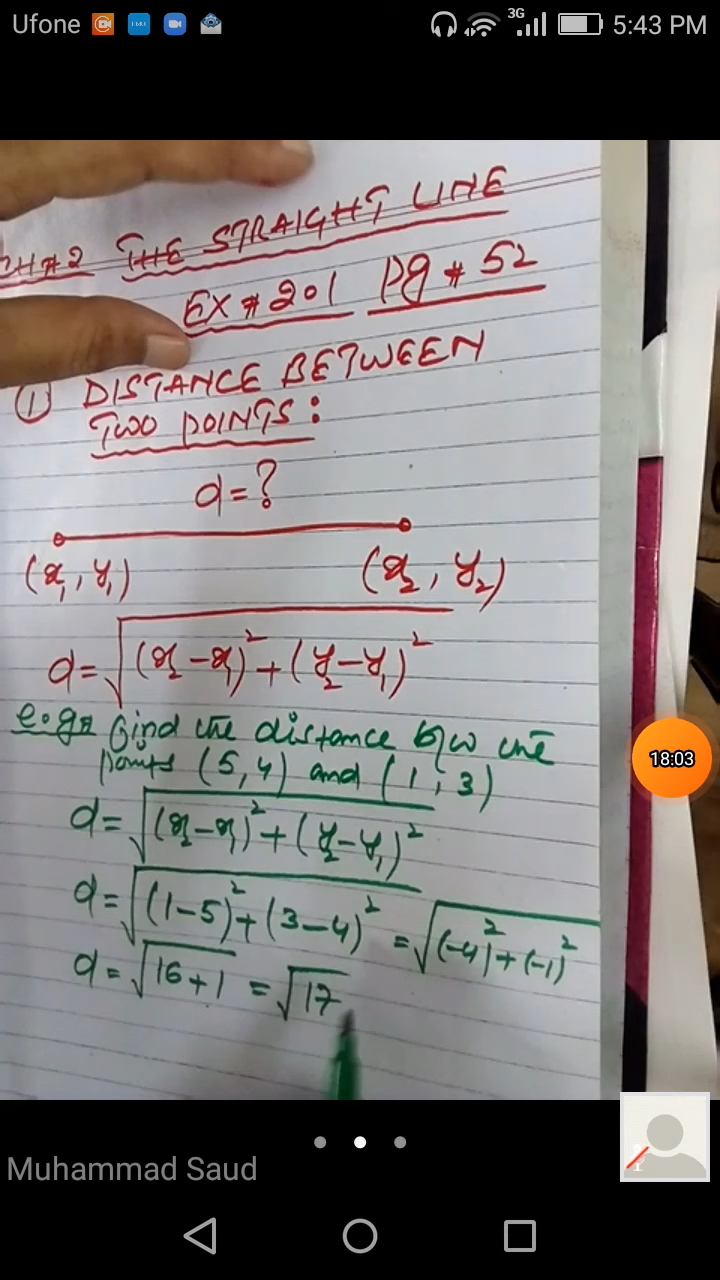 Ufone 3G 5:43 PM
CH#2 THE STRAIGHT LINE
EX # 2.1 Pg # 52
① DISTANCE BETWEEN
TWO POINTS:
d=?
(x₁, y₁) (x₂, y₂)
d=√(x₂-x₁)²+(y₂-y₁)²
e.g# Find the distance b/w the
points (5,4) and (1,3)
d=√(x₂-x₁)²+(y₂-y₁)²
d=√(1-5)²+(3-4)² =√(-4)²+(-1)²
d=√16+1 =√17
18:03
Muhammad Saud